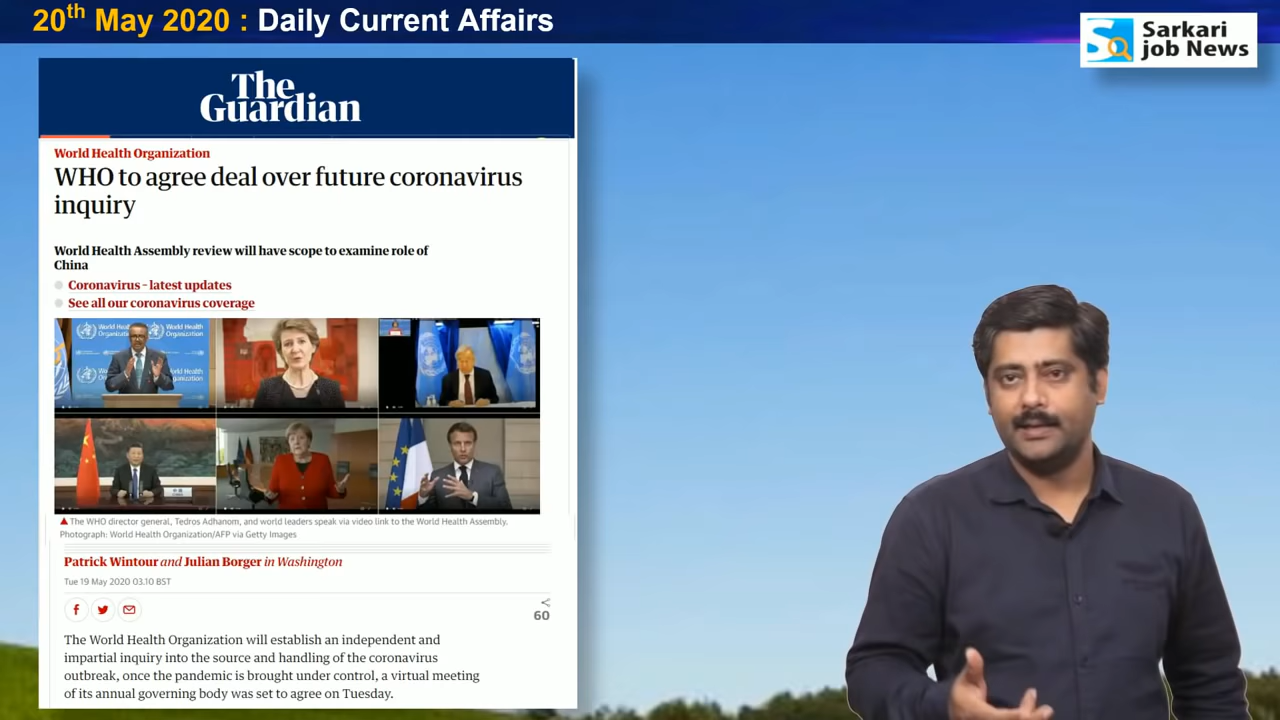 20th May 2020 : Daily Current Affairs
Sarkari
job News
The
Guardian
World Health Organization
WHO to agree deal over future coronavirus
inquiry
World Health Assembly review will have scope to examine role of
China
Coronavirus – latest updates
See all our coronavirus coverage
World Health
Organization
The WHO director general, Tedros Adhanom, and world leaders speak via video link to the World Health Assembly.
Photograph: World Health Organization/AFP via Getty Images
Patrick Wintour and Julian Borger in Washington
Tue 19 May 2020 03.10 BST
60
The World Health Organization will establish an independent and
impartial inquiry into the source and handling of the coronavirus
outbreak, once the pandemic is brought under control, a virtual meeting
of its annual governing body was set to agree on Tuesday.